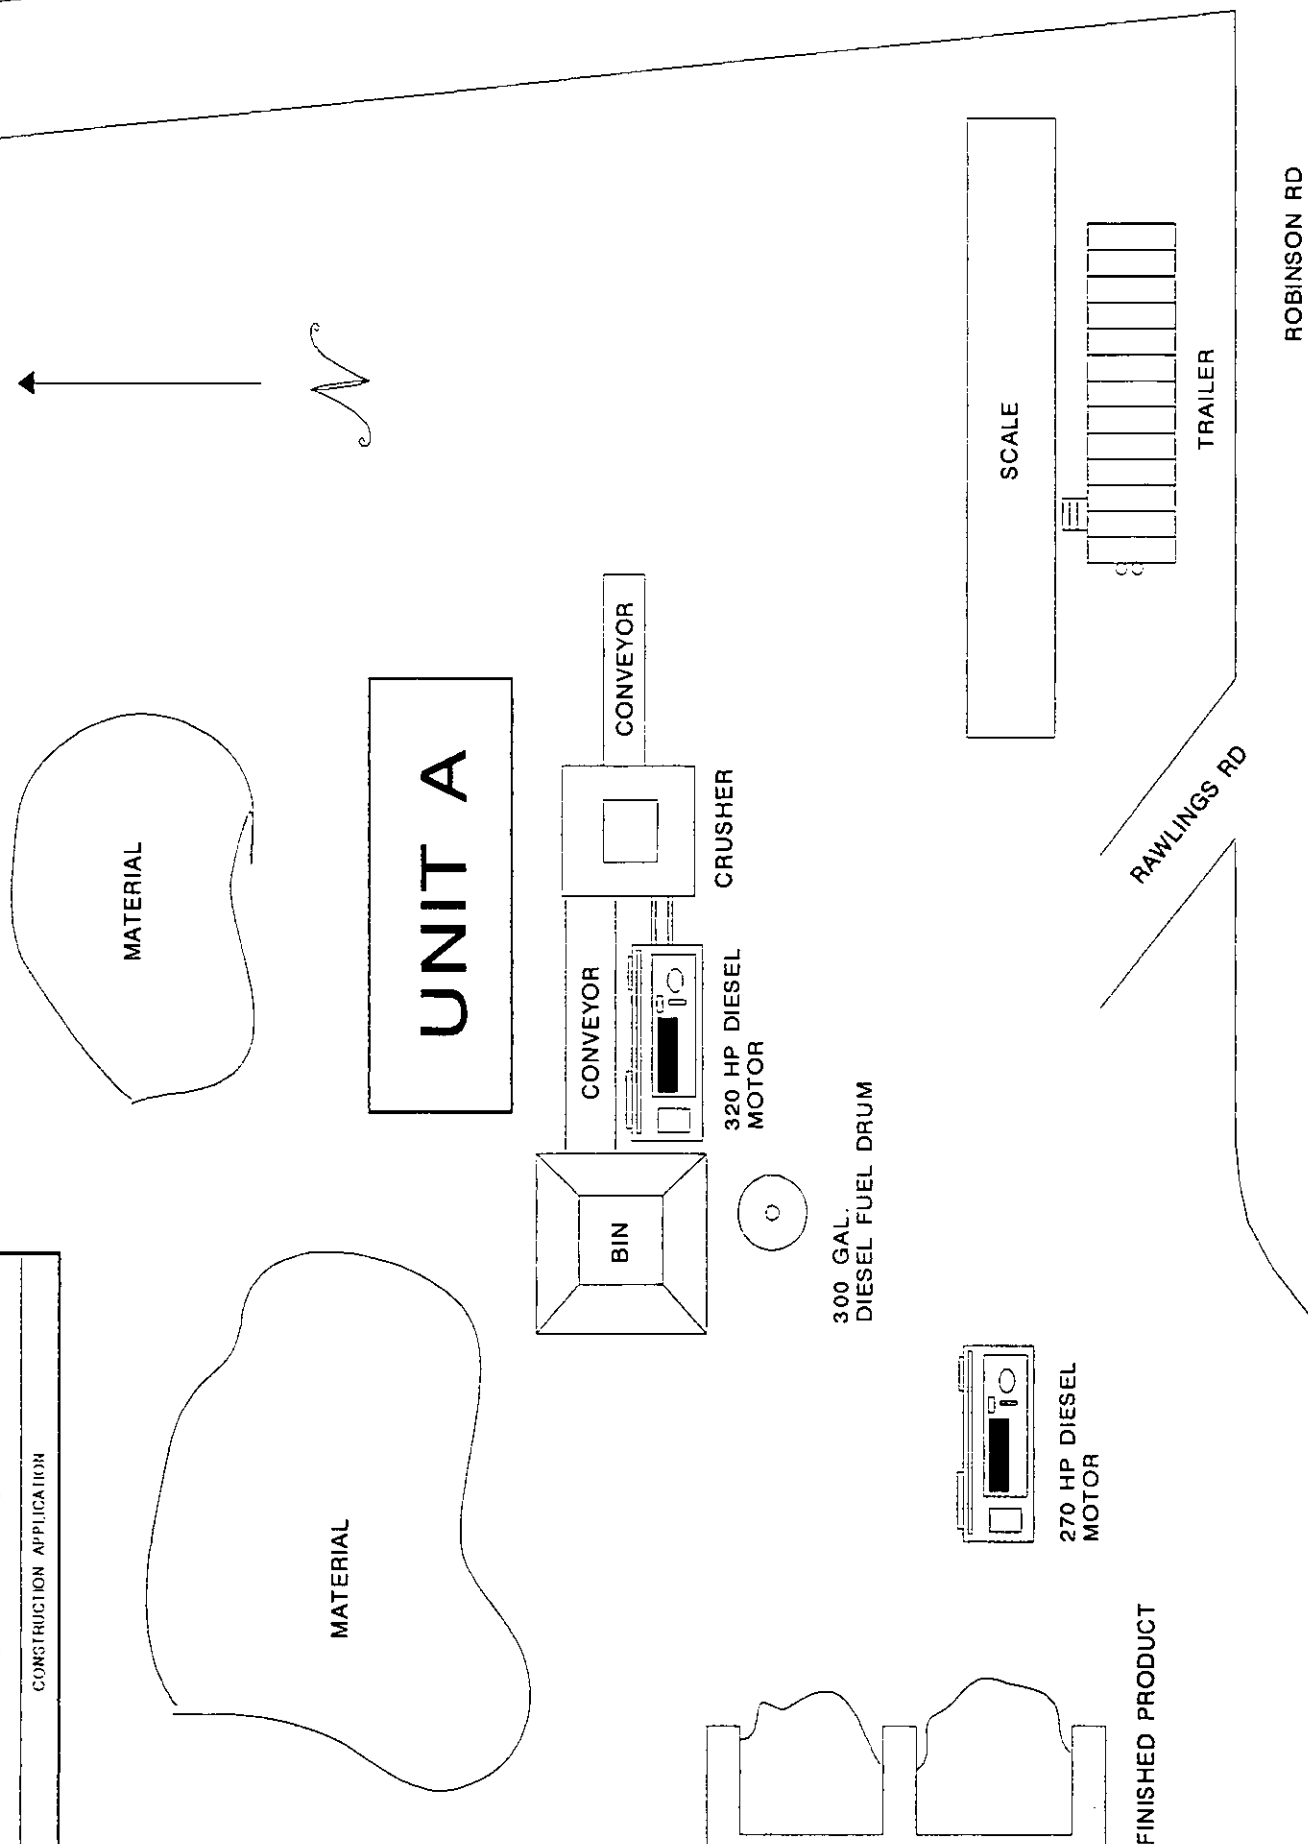 CONSTRUCTION APPLICATION
MATERIAL
MATERIAL
N
UNIT A
BIN
CONVEYOR
CONVEYOR
CRUSHER
320 HP DIESEL
MOTOR
300 GAL.
DIESEL FUEL DRUM
SCALE
270 HP DIESEL
MOTOR
FINISHED PRODUCT
TRAILER
RAWLINGS RD
ROBINSON RD